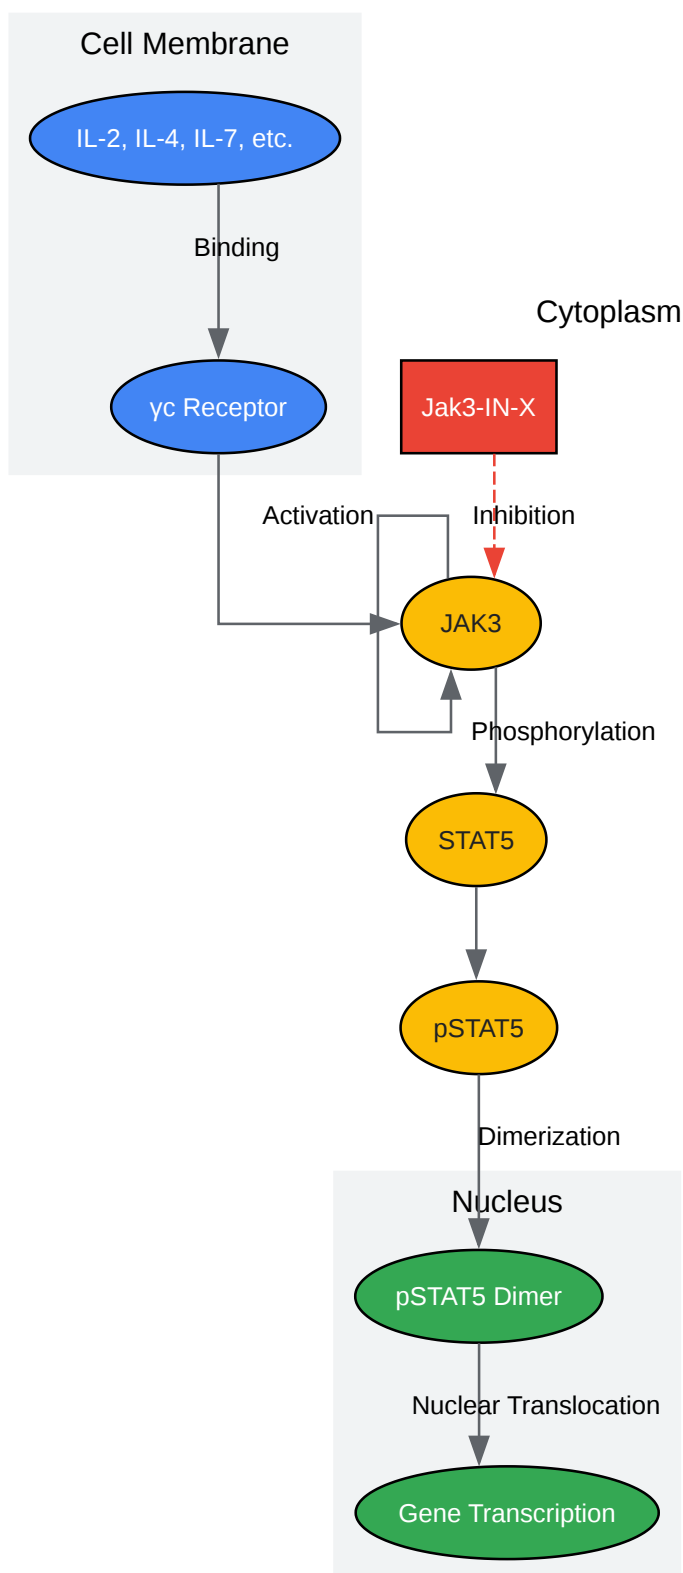 Cell Membrane
IL-2, IL-4, IL-7, etc.
Binding
Cytoplasm
γc Receptor
Jak3-IN-X
Activation
Inhibition
JAK3
Phosphorylation
STAT5
pSTAT5
Dimerization
Nucleus
pSTAT5 Dimer
Nuclear Translocation
Gene Transcription